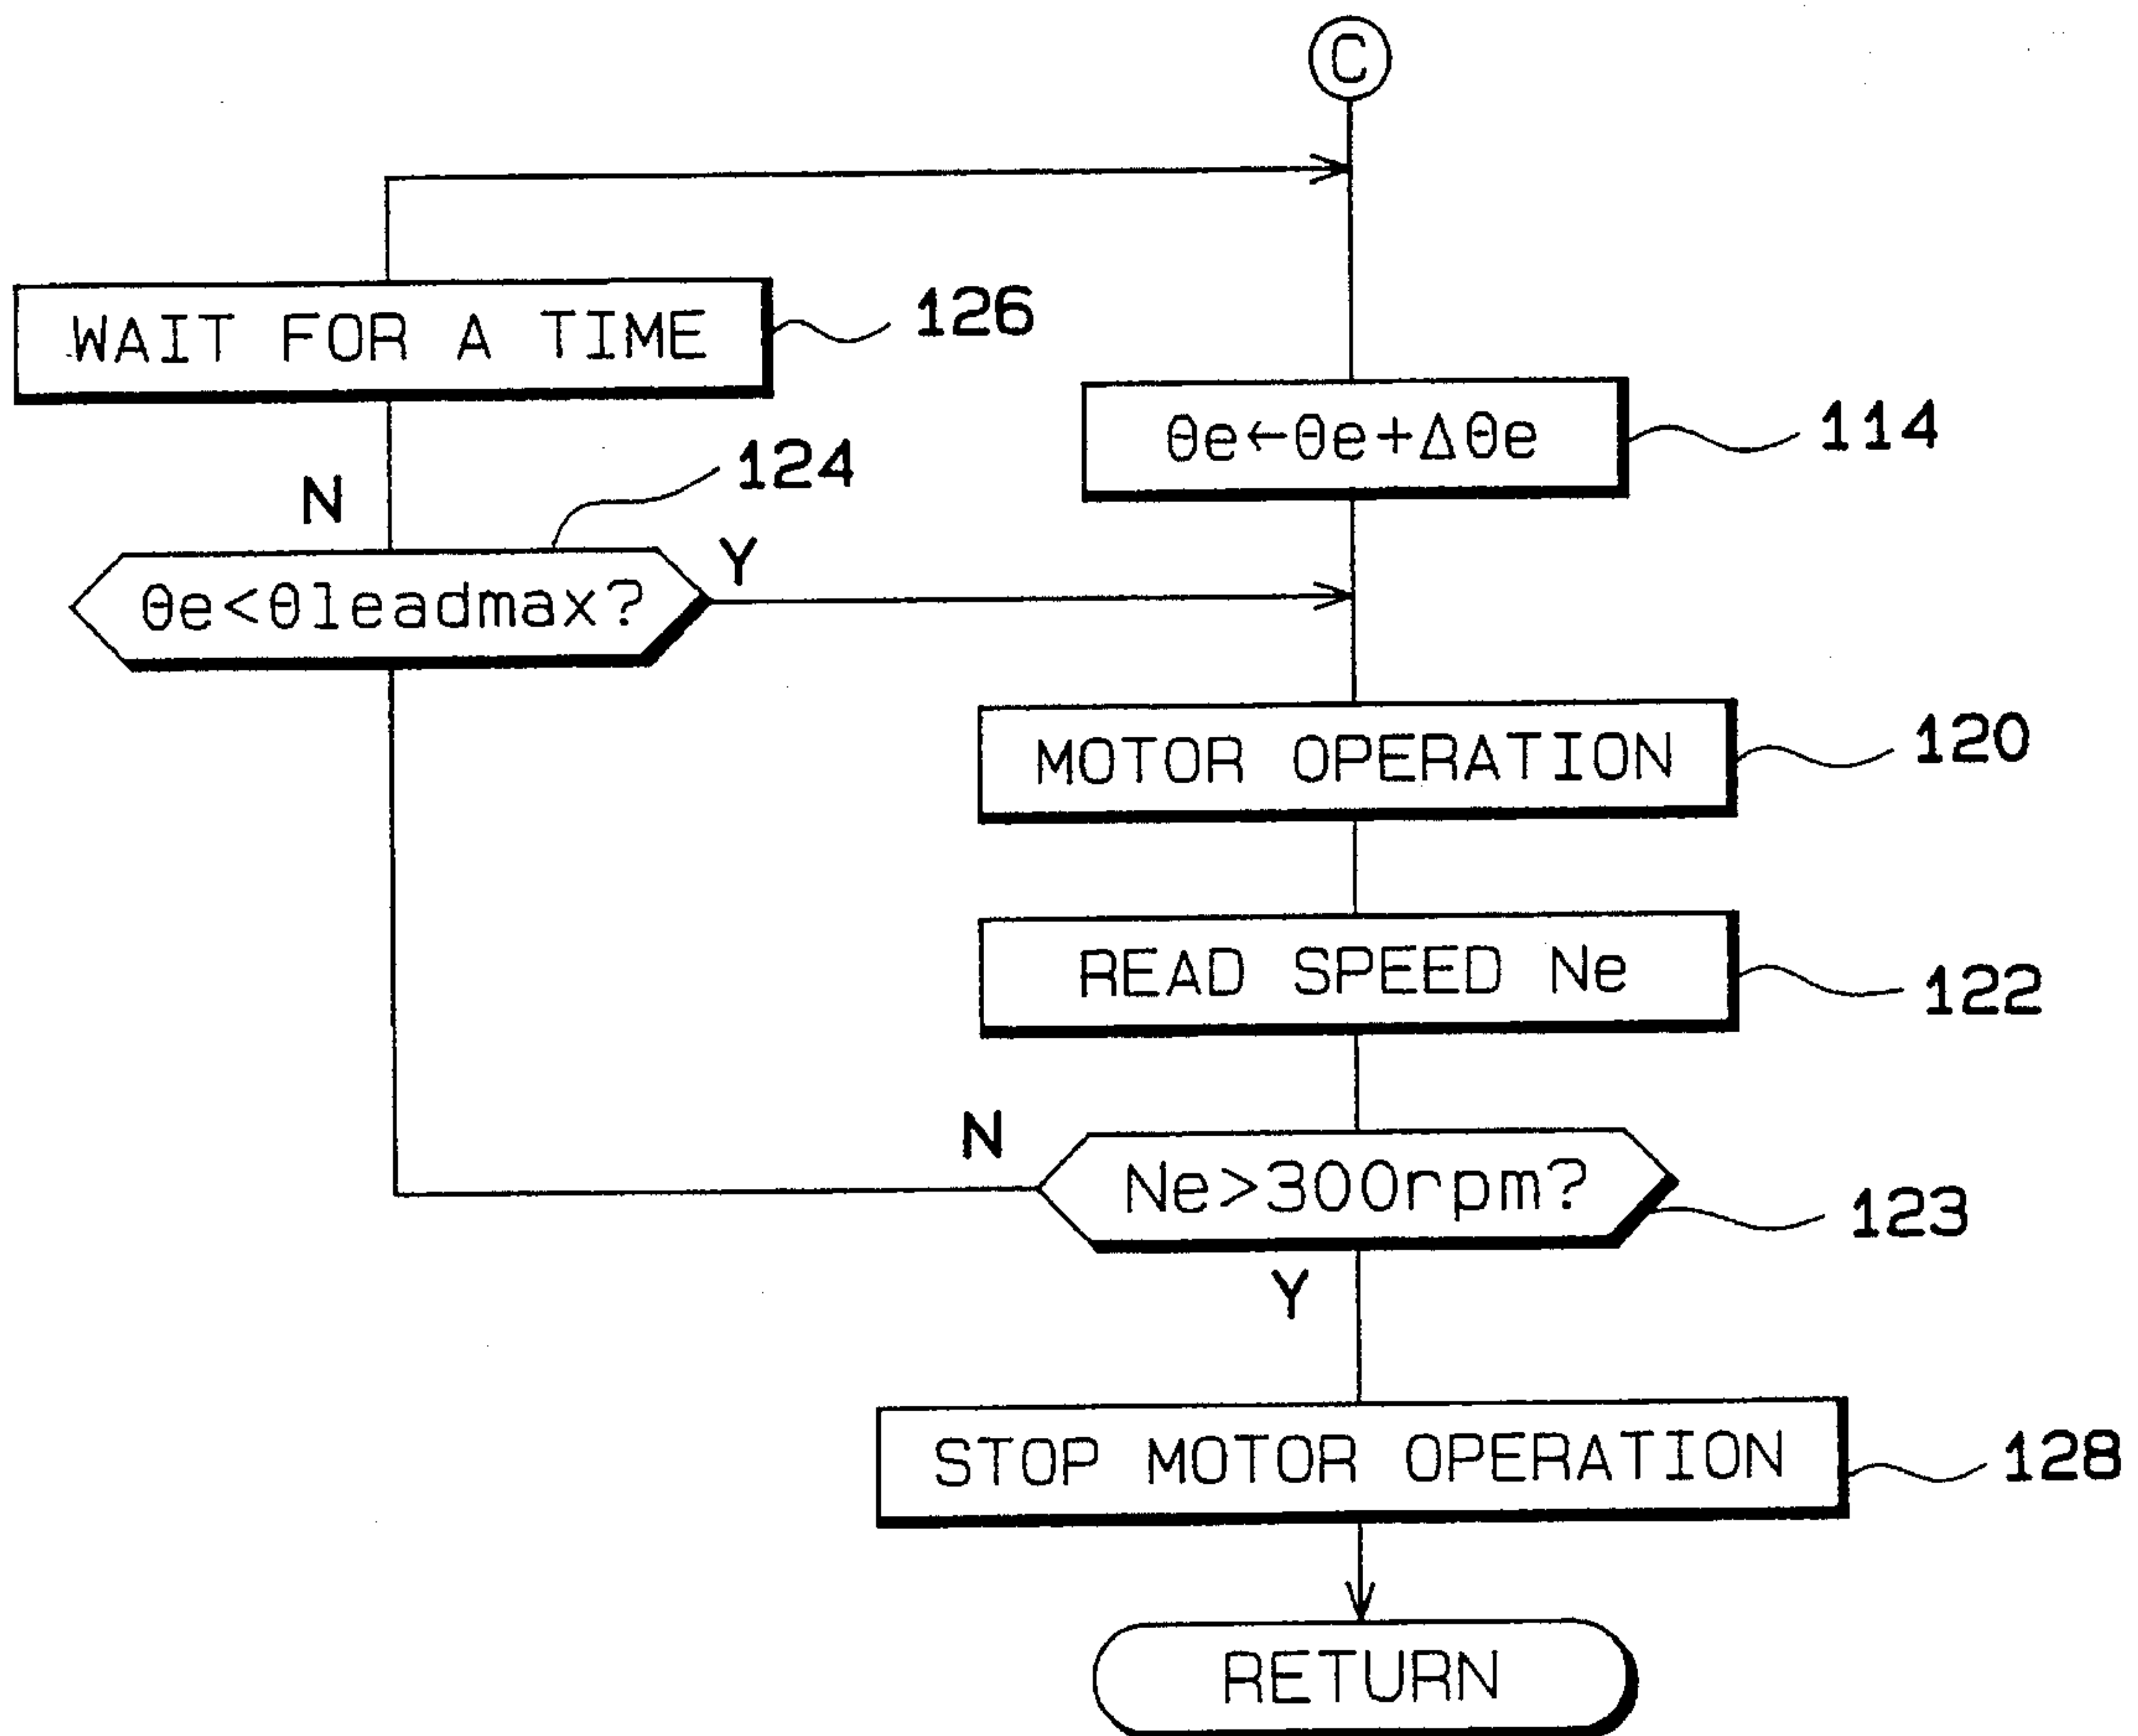 C
WAIT FOR A TIME
126
θe←θe+Δθe
114
N
124
θe<θleadmax?
Y
MOTOR OPERATION
120
READ SPEED Ne
122
N
Ne>300rpm?
123
Y
STOP MOTOR OPERATION
128
RETURN